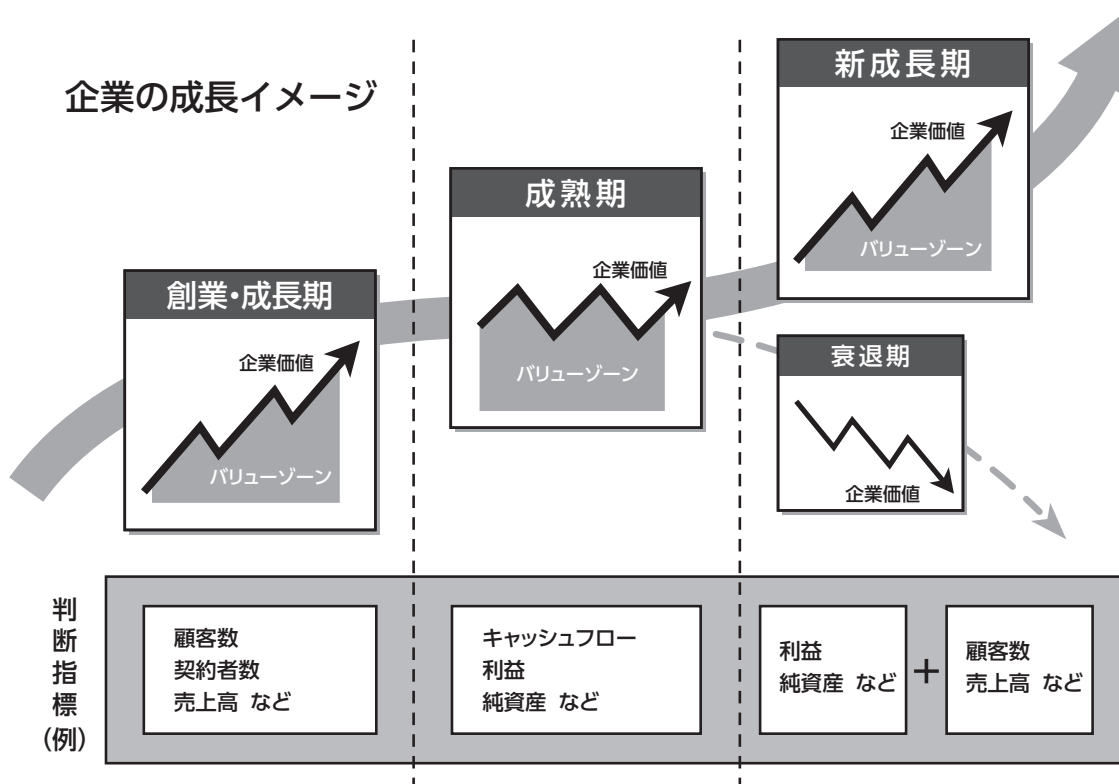 企業の成長イメージ
創業・成長期
企業価値
バリューゾーン
成熟期
企業価値
バリューゾーン
新成長期
企業価値
バリューゾーン
衰退期
企業価値
判断指標(例)
顧客数
契約者数
売上高 など
キャッシュフロー
利益
純資産 など
利益
純資産 など
+
顧客数
売上高 など